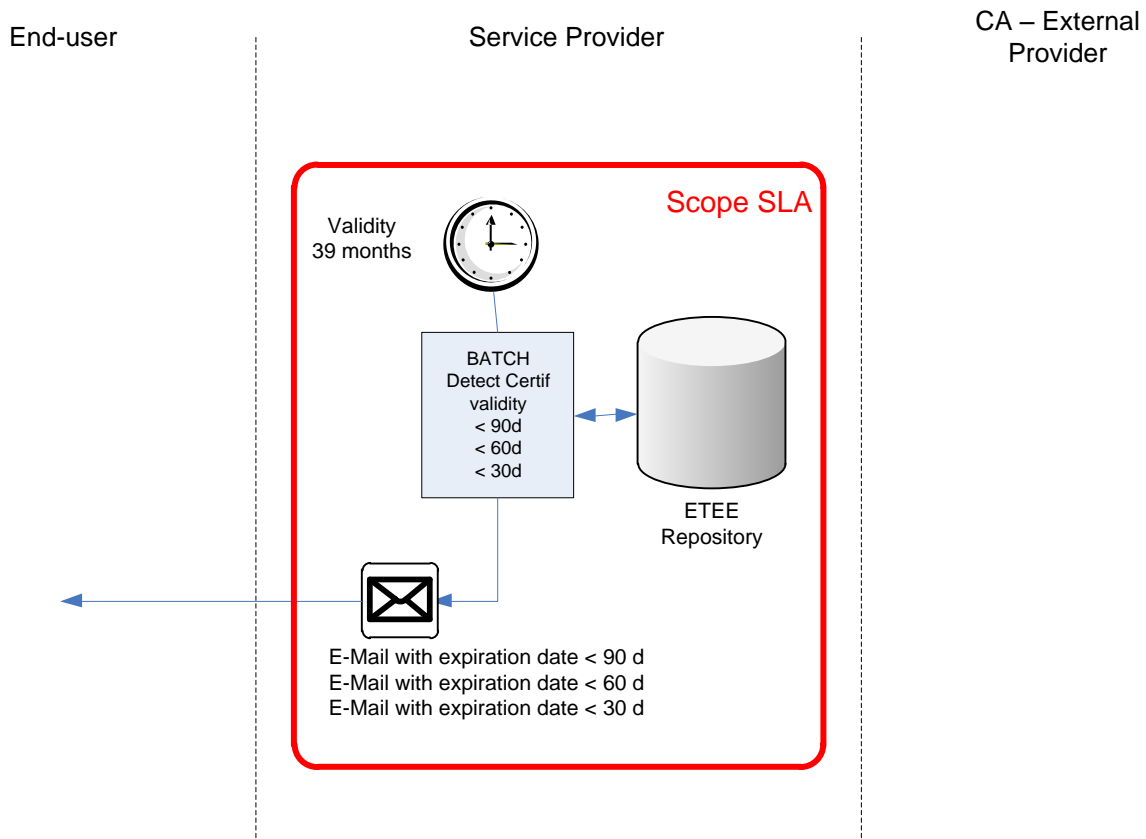 End-user
Service Provider
CA – External
Provider
Scope SLA
Validity
39 months
BATCH
Detect Certif
validity
< 90d
< 60d
< 30d
ETEE
Repository
E-Mail with expiration date < 90 d
E-Mail with expiration date < 60 d
E-Mail with expiration date < 30 d